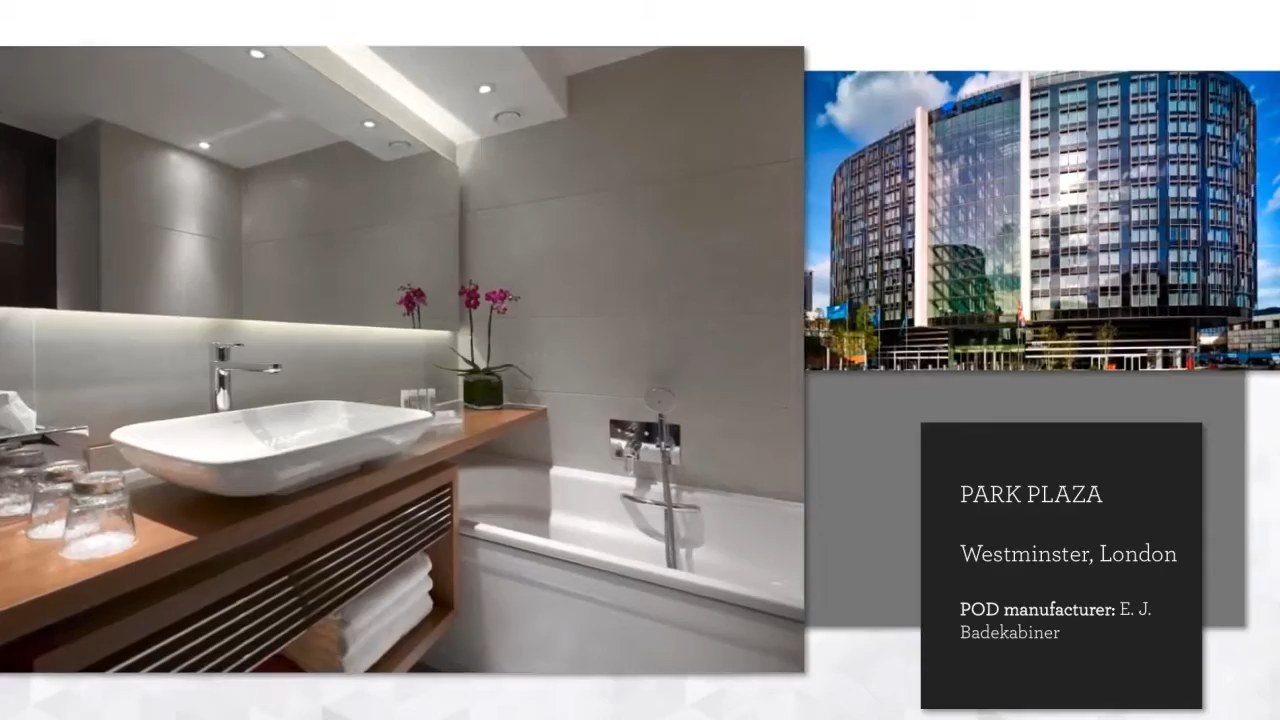 PARK PLAZA
Westminster, London
POD manufacturer: E. J.
Badekabiner